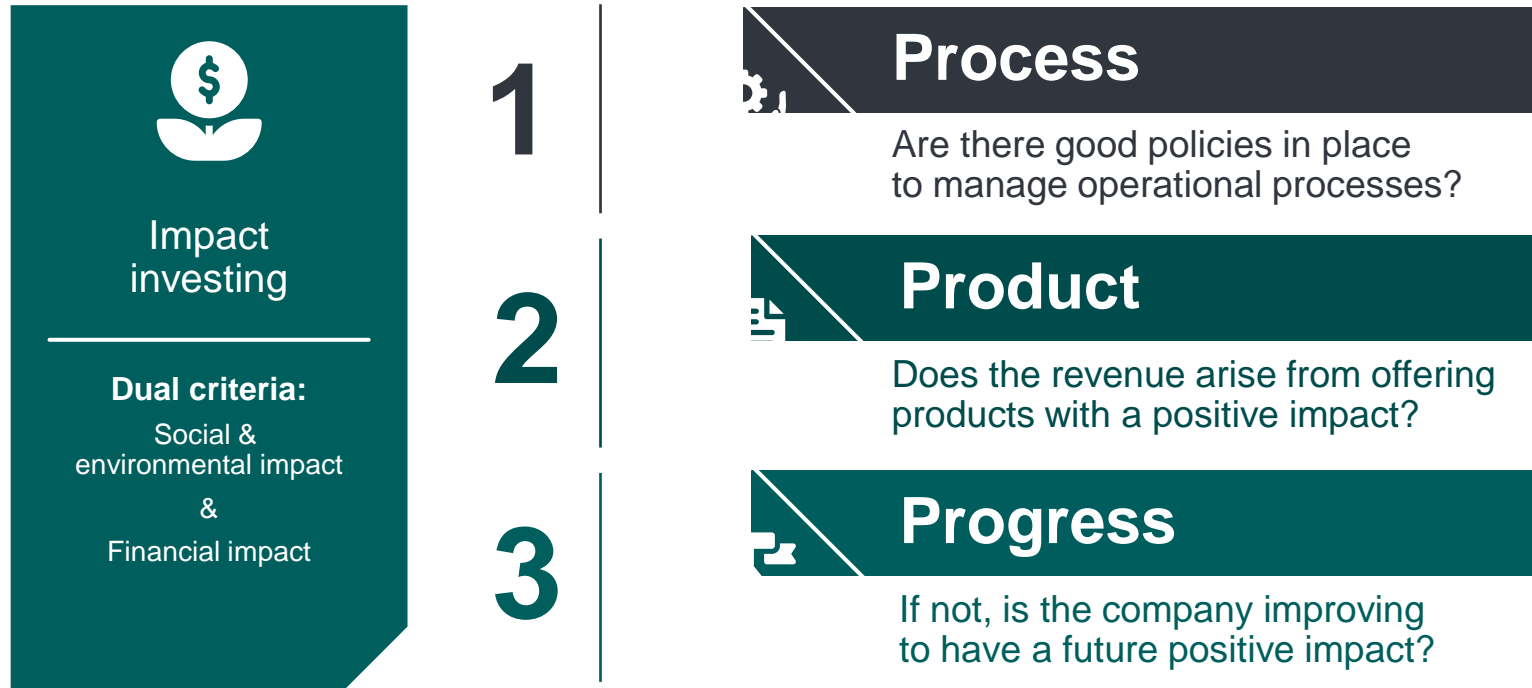 $
Impact
investing
Dual criteria:
Social &
environmental impact
&
Financial impact
1
Process
Are there good policies in place
to manage operational processes?
2
Product
Does the revenue arise from offering
products with a positive impact?
3
Progress
If not, is the company improving
to have a future positive impact?